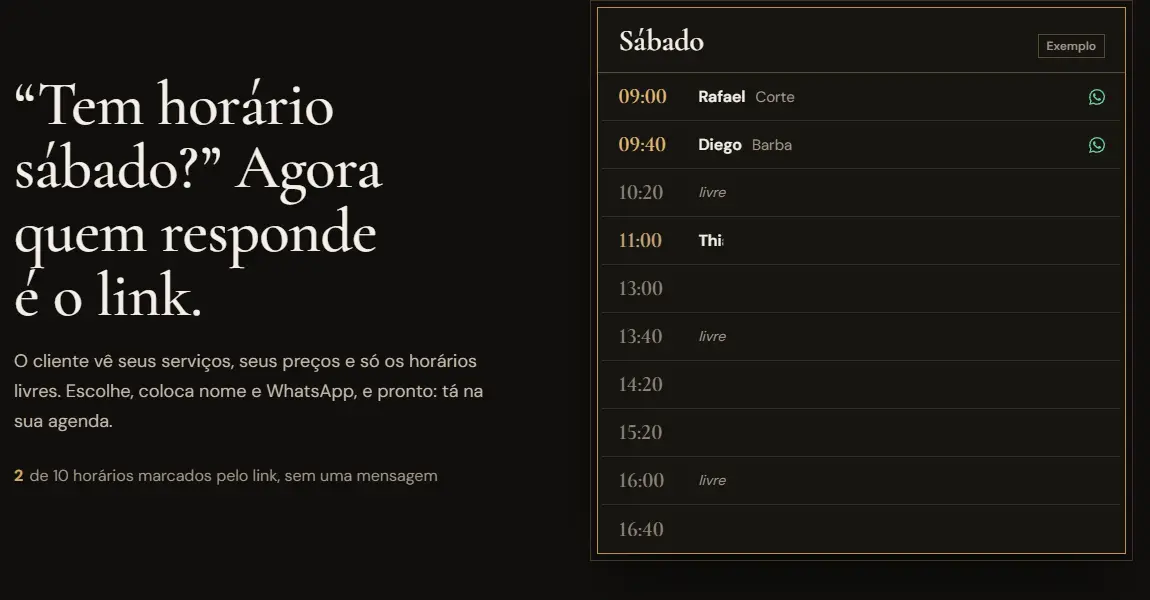 “Tem horário
sábado?” Agora
quem responde
é o link.
O cliente vê seus serviços, seus preços e só os horários
livres. Escolhe, coloca nome e WhatsApp, e pronto: tá na
sua agenda.
2 de 10 horários marcados pelo link, sem uma mensagem
Sábado
Exemplo
09:00 Rafael Corte
09:40 Diego Barba
10:20 livre
11:00
13:00
13:40 livre
14:20
15:20
16:00 livre
16:40